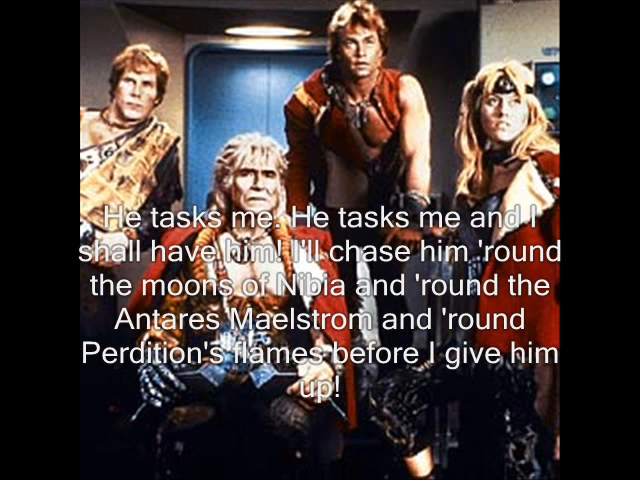 He tasks me. He tasks me and I
shall have him! I'll chase him 'round
the moons of Nibia and 'round the
Antares Maelstrom and 'round
Perdition's flames before I give him
up!